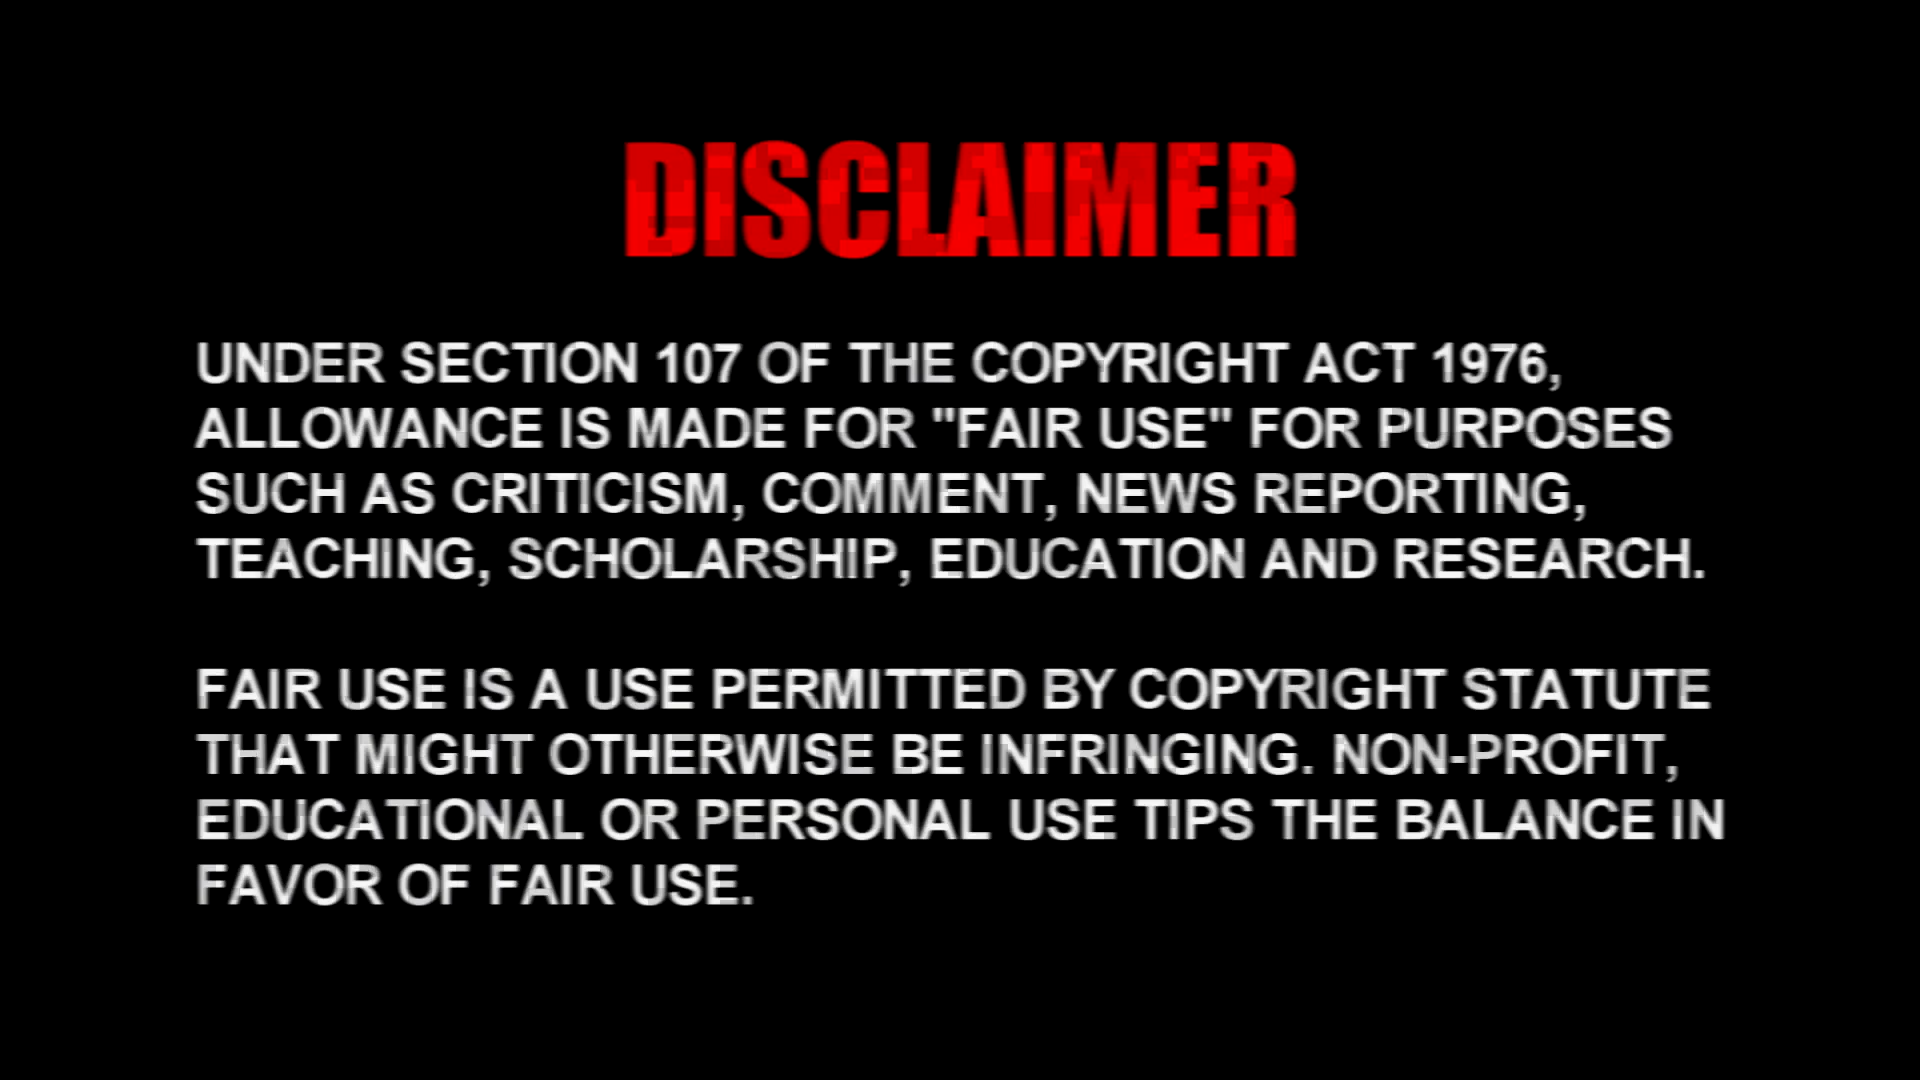 DISCLAIMER
UNDER SECTION 107 OF THE COPYRIGHT ACT 1976,
ALLOWANCE IS MADE FOR "FAIR USE" FOR PURPOSES
SUCH AS CRITICISM, COMMENT, NEWS REPORTING,
TEACHING, SCHOLARSHIP, EDUCATION AND RESEARCH.
FAIR USE IS A USE PERMITTED BY COPYRIGHT STATUTE
THAT MIGHT OTHERWISE BE INFRINGING. NON-PROFIT,
EDUCATIONAL OR PERSONAL USE TIPS THE BALANCE IN
FAVOR OF FAIR USE.